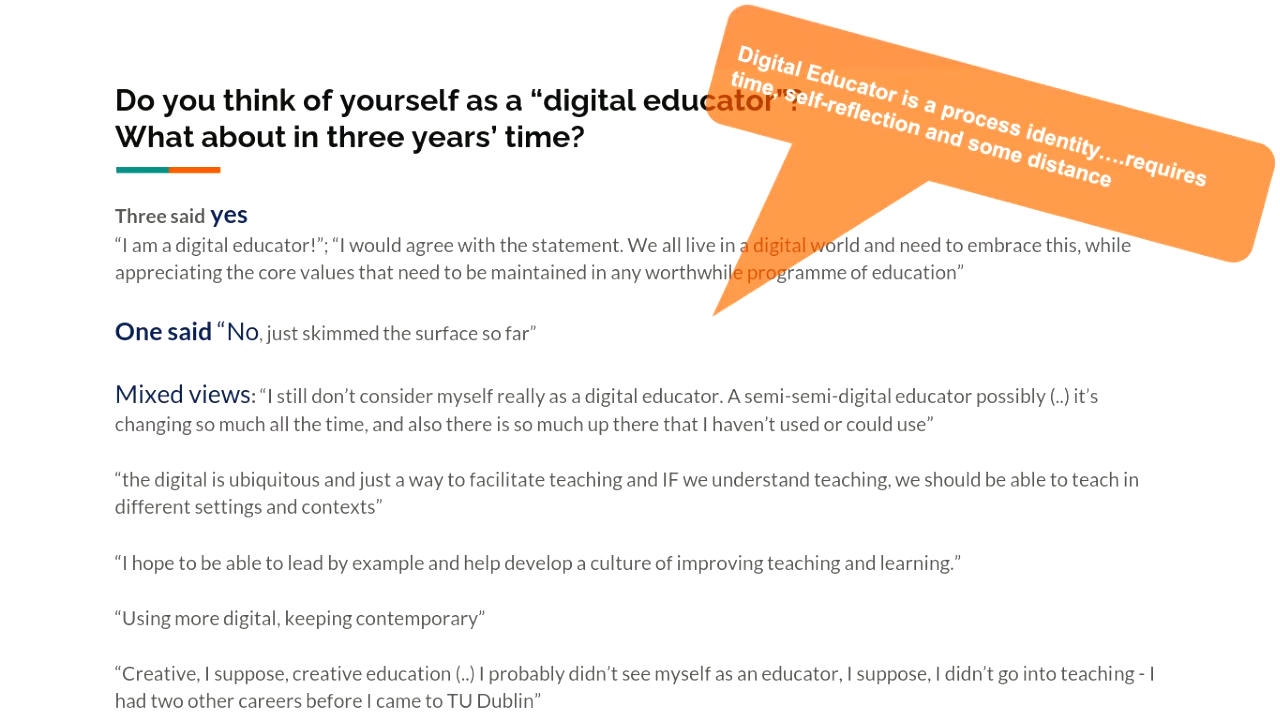 Do you think of yourself as a “digital educator”?
What about in three years’ time?
Digital Educator is a process identity....requires
time, self-reflection and some distance
Three said yes
“I am a digital educator!”; “I would agree with the statement. We all live in a digital world and need to embrace this, while
appreciating the core values that need to be maintained in any worthwhile programme of education”
One said “No, just skimmed the surface so far”
Mixed views: “I still don’t consider myself really as a digital educator. A semi-semi-digital educator possibly (..) it’s
changing so much all the time, and also there is so much up there that I haven’t used or could use”
“the digital is ubiquitous and just a way to facilitate teaching and IF we understand teaching, we should be able to teach in
different settings and contexts”
“I hope to be able to lead by example and help develop a culture of improving teaching and learning.”
“Using more digital, keeping contemporary”
“Creative, I suppose, creative education (..) I probably didn’t see myself as an educator, I suppose, I didn’t go into teaching - I
had two other careers before I came to TU Dublin”